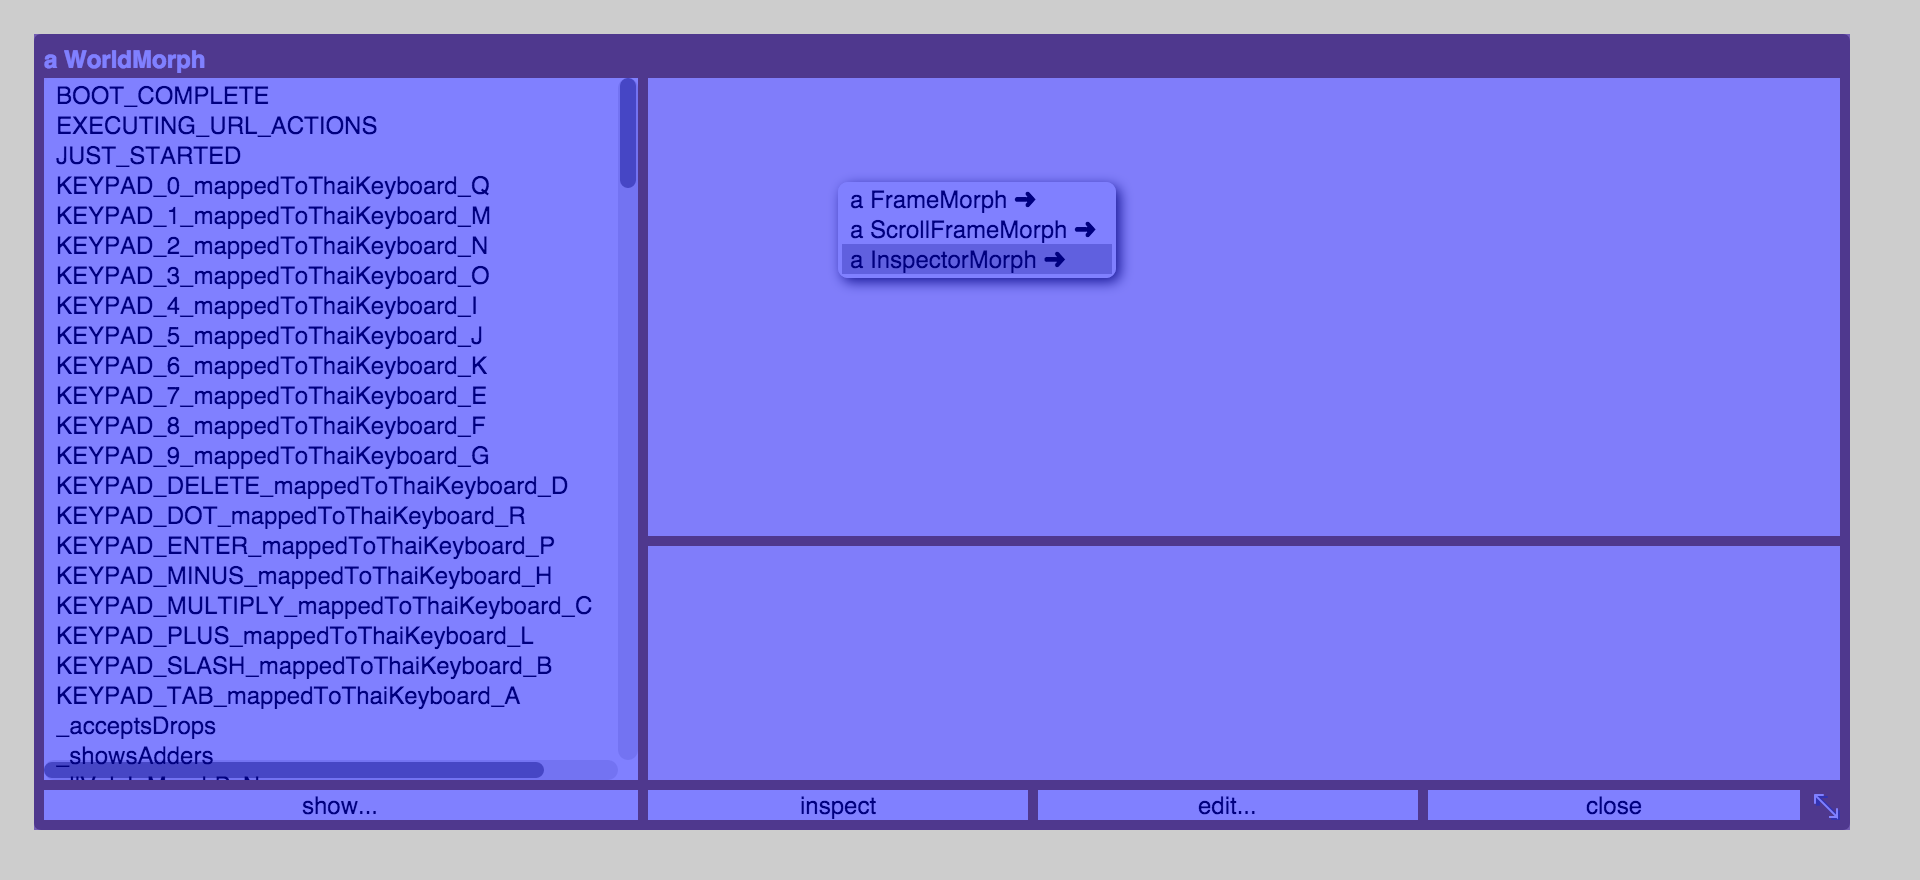 a WorldMorph
BOOT_COMPLETE
EXECUTING_URL_ACTIONS
JUST_STARTED
KEYPAD_0_mappedToThaiKeyboard_Q
KEYPAD_1_mappedToThaiKeyboard_M
KEYPAD_2_mappedToThaiKeyboard_N
KEYPAD_3_mappedToThaiKeyboard_O
KEYPAD_4_mappedToThaiKeyboard_I
KEYPAD_5_mappedToThaiKeyboard_J
KEYPAD_6_mappedToThaiKeyboard_K
KEYPAD_7_mappedToThaiKeyboard_E
KEYPAD_8_mappedToThaiKeyboard_F
KEYPAD_9_mappedToThaiKeyboard_G
KEYPAD_DELETE_mappedToThaiKeyboard_D
KEYPAD_DOT_mappedToThaiKeyboard_R
KEYPAD_ENTER_mappedToThaiKeyboard_P
KEYPAD_MINUS_mappedToThaiKeyboard_H
KEYPAD_MULTIPLY_mappedToThaiKeyboard_C
KEYPAD_PLUS_mappedToThaiKeyboard_L
KEYPAD_SLASH_mappedToThaiKeyboard_B
KEYPAD_TAB_mappedToThaiKeyboard_A
_acceptsDrops
_showsAdders
a FrameMorph ➜
a ScrollFrameMorph ➜
a InspectorMorph ➜
show...
inspect
edit...
close